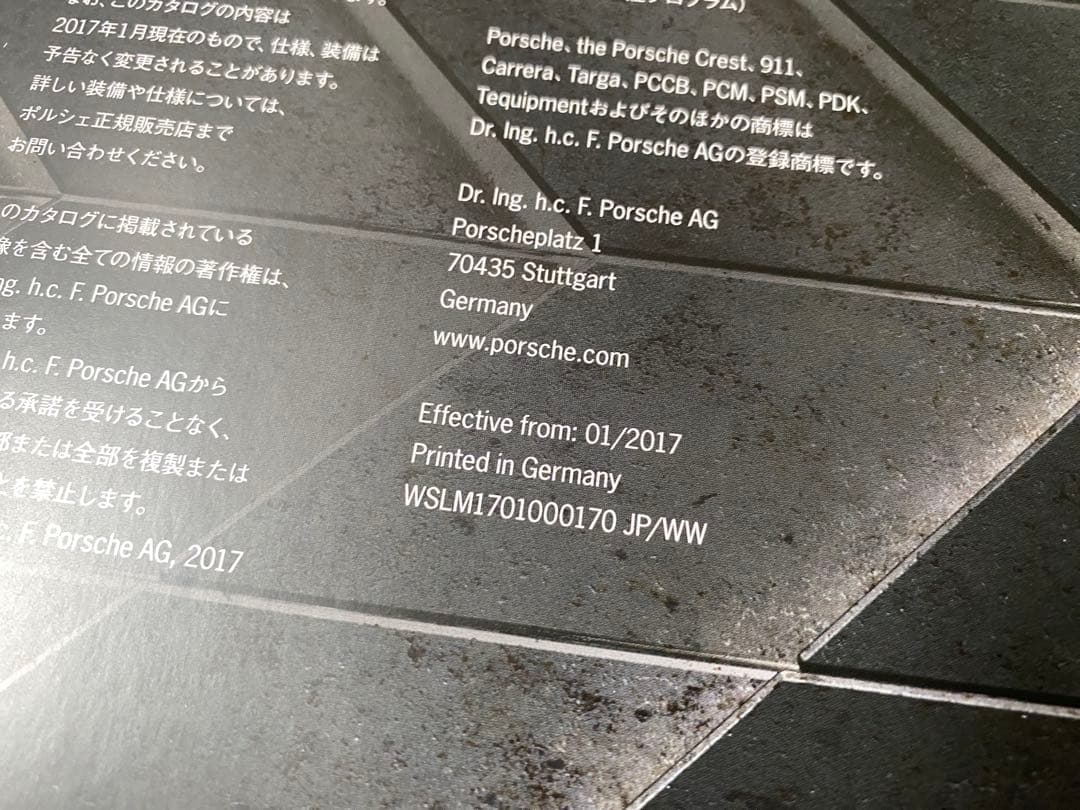 なお、このカタログの内容は
2017年1月現在のもので、仕様、装備は
予告なく変更されることがあります。
詳しい装備や仕様については、
ポルシェ正規販売店まで
お問い合わせください。
のカタログに掲載されている
像を含む全ての情報の著作権は、
ng. h.c. F. Porsche AGに
ます。
h.c. F. Porsche AGから
る承諾を受けることなく、
部または全部を複製または
とを禁止します。
c. F. Porsche AG, 2017
プログラム)
Porsche、the Porsche Crest、911、
Carrera、Targa、PCCB、PCM、PSM、PDK、
Tequipmentおよびそのほかの商標は
Dr. Ing. h.c. F. Porsche AGの登録商標です。
Dr. Ing. h.c. F. Porsche AG
Porscheplatz 1
70435 Stuttgart
Germany
www.porsche.com
Effective from: 01/2017
Printed in Germany
WSLM1701000170 JP/WW